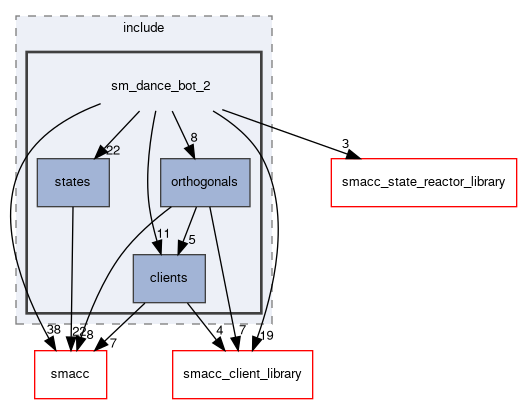 include
sm_dance_bot_2
8
3
22
states
orthogonals
smacc_state_reactor_library
11
5
clients
38
22
8
7
4
7
19
smacc
smacc_client_library